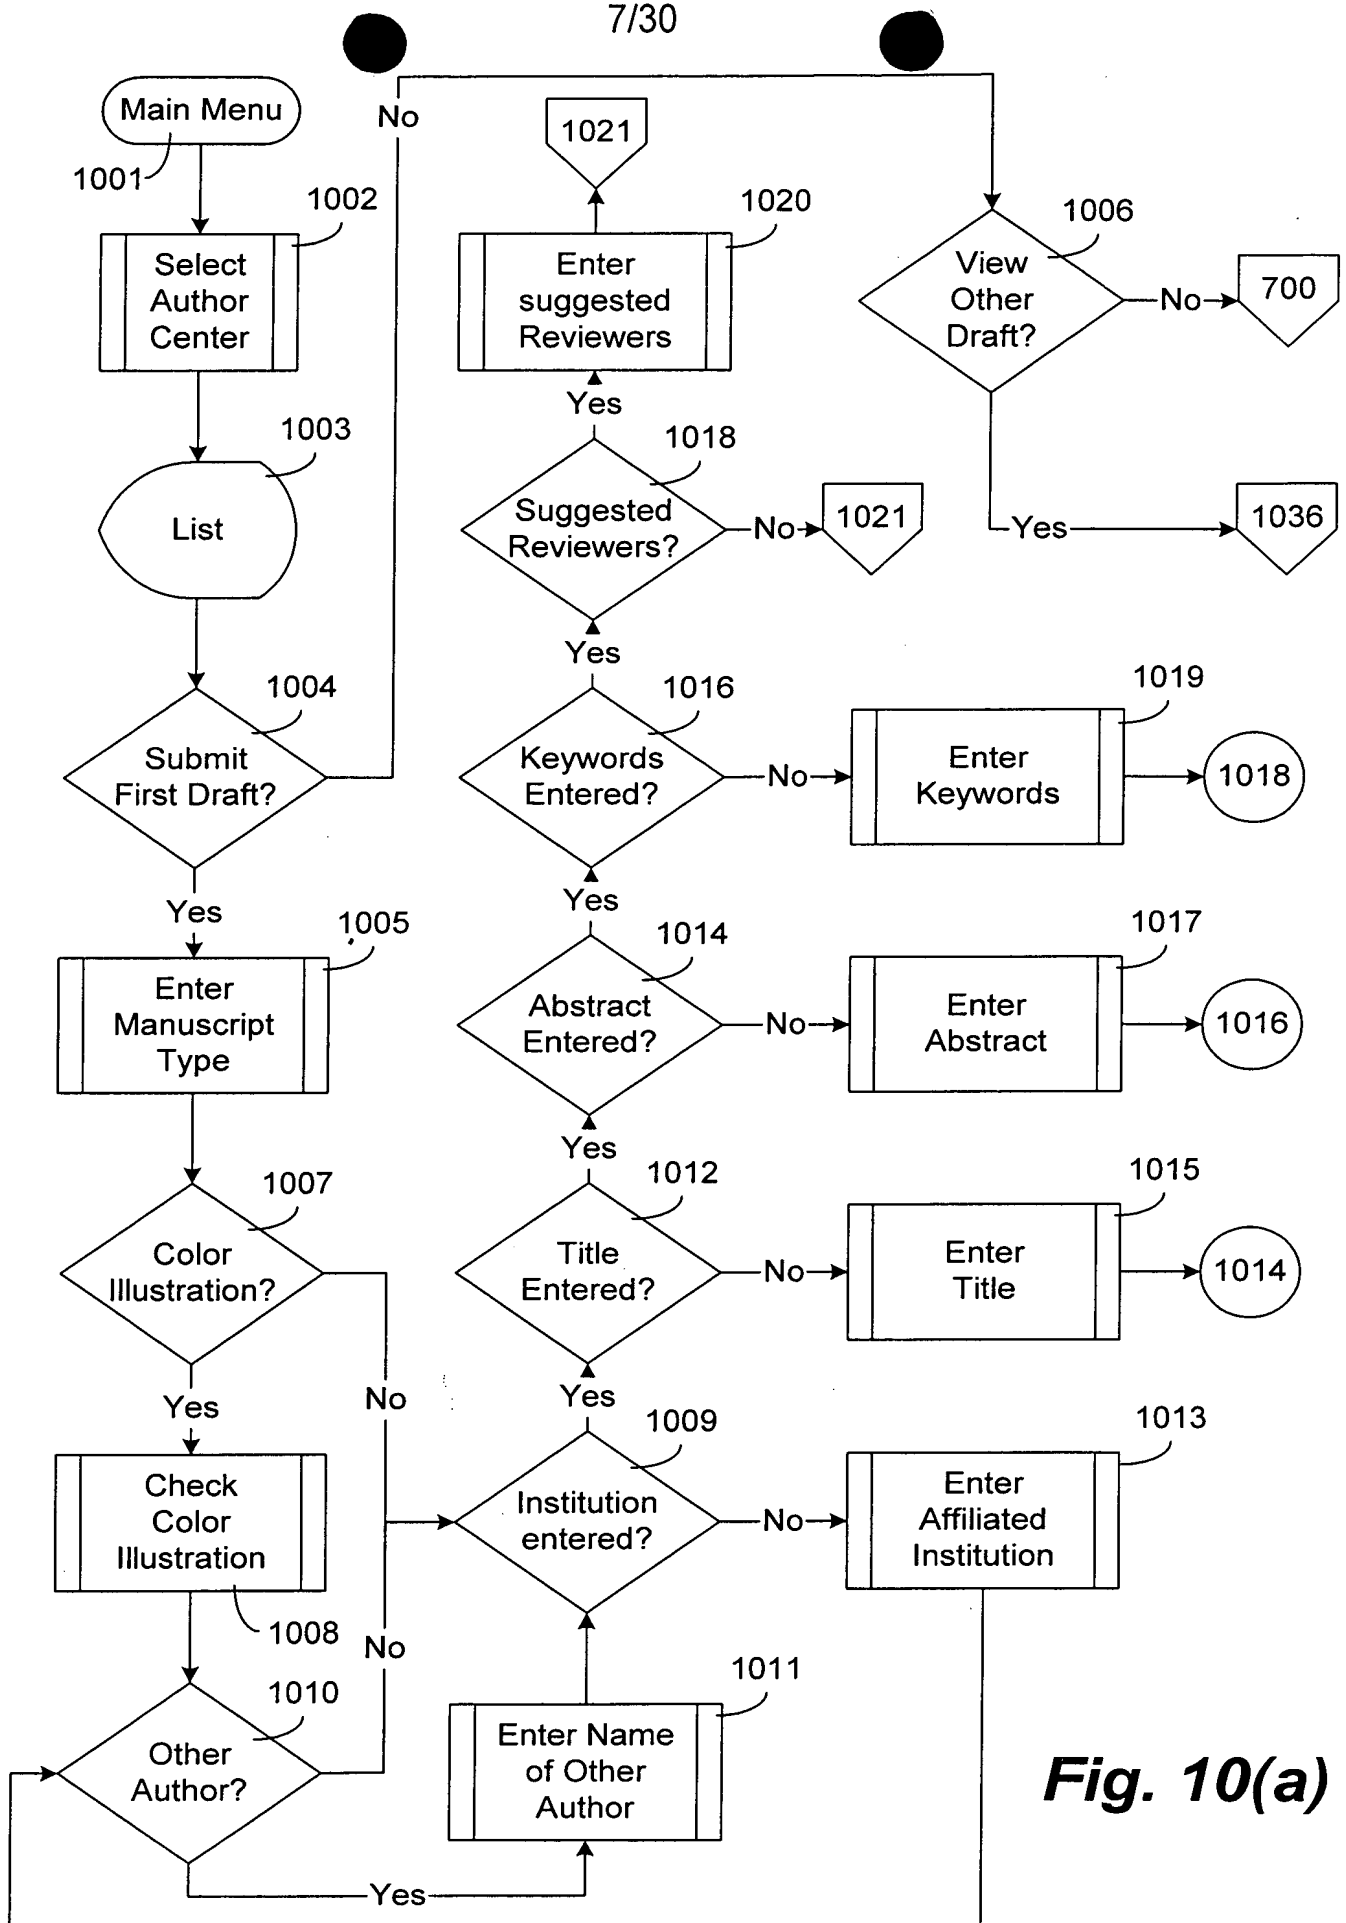 7/30
Main Menu
1001
No
1021
1002
Select
Author
Center
1020
Enter
suggested
Reviewers
1006
View
Other
Draft?
No
700
Yes
1003
List
1018
Suggested
Reviewers?
No
1021
Yes
1036
Yes
1004
Submit
First Draft?
1016
Keywords
Entered?
No
1019
Enter
Keywords
1018
Yes
Yes
1005
Enter
Manuscript
Type
1014
Abstract
Entered?
No
1017
Enter
Abstract
1016
Yes
1007
Color
Illustration?
1012
Title
Entered?
No
1015
Enter
Title
1014
Yes
No
Yes
1008
Check
Color
Illustration
1009
Institution
entered?
No
1013
Enter
Affiliated
Institution
No
1010
Other
Author?
1011
Enter Name
of Other
Author
Yes
Fig. 10(a)